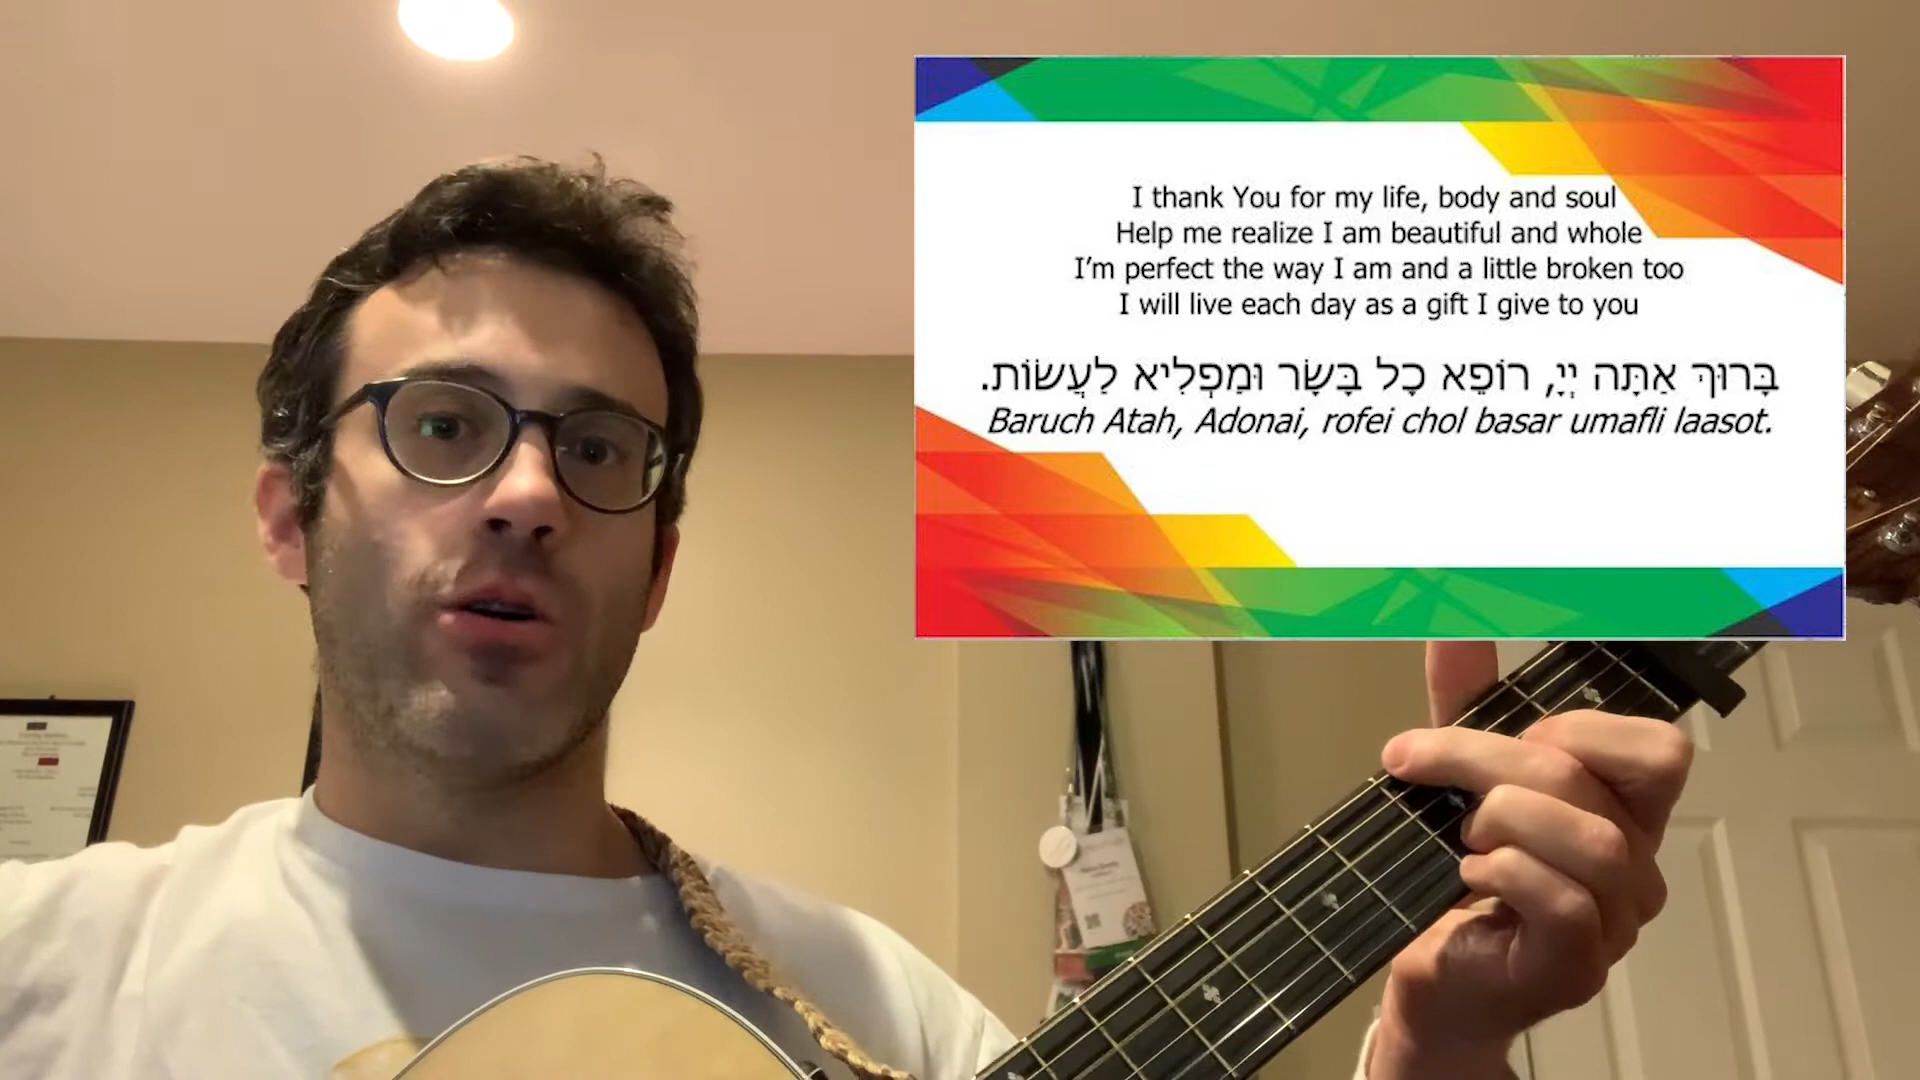 I thank You for my life, body and soul
Help me realize I am beautiful and whole
I’m perfect the way I am and a little broken too
I will live each day as a gift I give to you
בָּרוּךְ אַתָּה יְיָ, רוֹפֵא כָל בָּשָׂר וּמַפְלִיא לַעֲשׂוֹת.
Baruch Atah, Adonai, rofei chol basar umafli laasot.